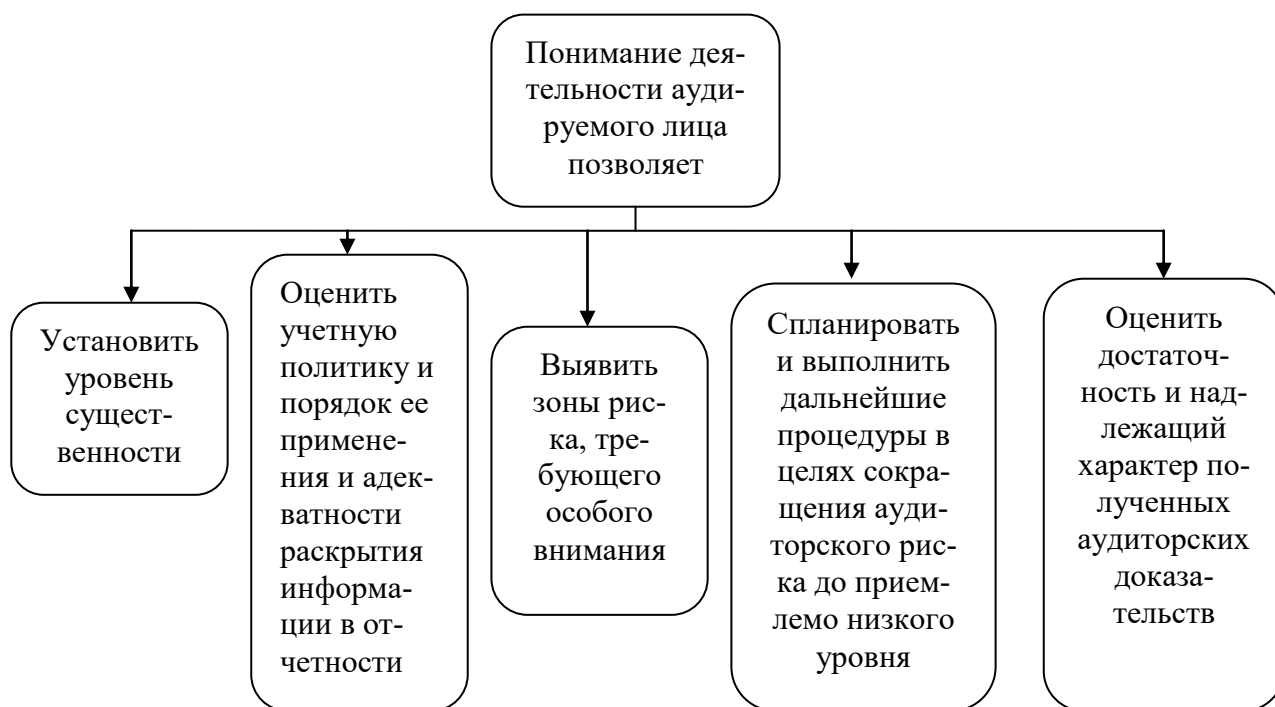 Понимание дея-
тельности ауди-
руемого лица
позволяет
Установить
уровень
сущест-
венности
Оценить
учетную
политику и
порядок ее
примене-
ния и адек-
ватности
раскрытия
информа-
ции в от-
четности
Выявить
зоны рис-
ка, тре-
бующего
особого
внимания
Спланировать
и выполнить
дальнейшие
процедуры в
целях сокра-
щения ауди-
торского рис-
ка до прием-
лемо низкого
уровня
Оценить
достаточ-
ность и над-
лежащий
характер по-
лученных
аудиторских
доказа-
тельств